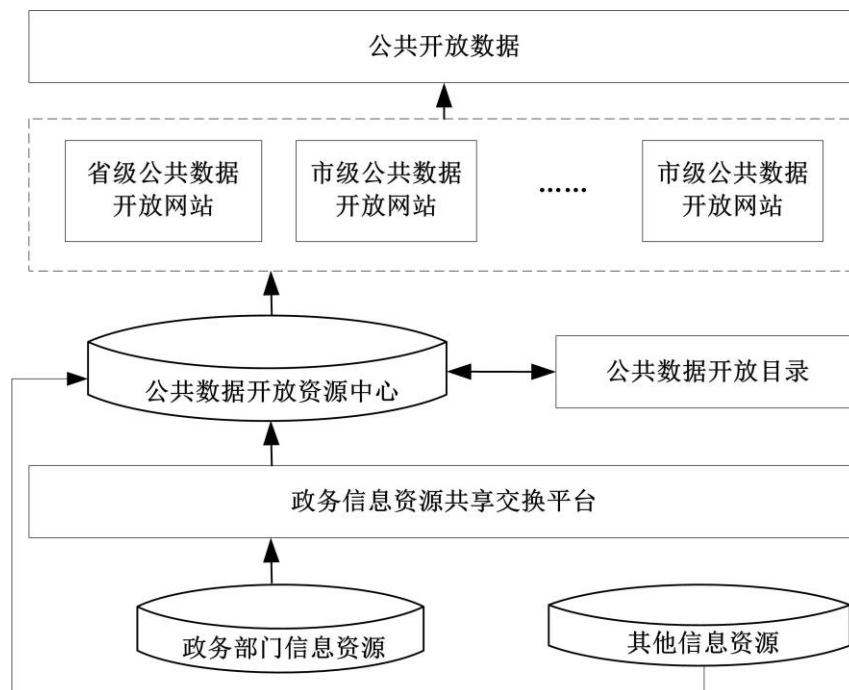 公共开放数据
省级公共数据
开放网站
市级公共数据
开放网站
……
市级公共数据
开放网站
公共数据开放资源中心
公共数据开放目录
政务信息资源共享交换平台
政务部门信息资源
其他信息资源